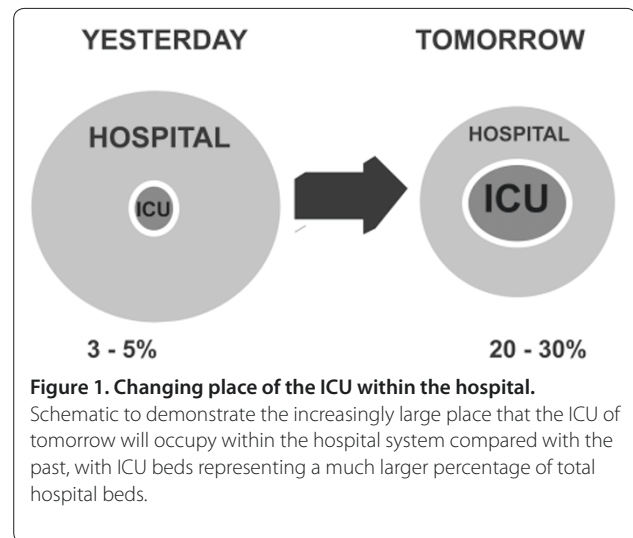 YESTERDAY TOMORROW
HOSPITAL
HOSPITAL
ICU
ICU
3 - 5% 20 - 30%
Figure 1. Changing place of the ICU within the hospital.
Schematic to demonstrate the increasingly large place that the ICU of
tomorrow will occupy within the hospital system compared with the
past, with ICU beds representing a much larger percentage of total
hospital beds.